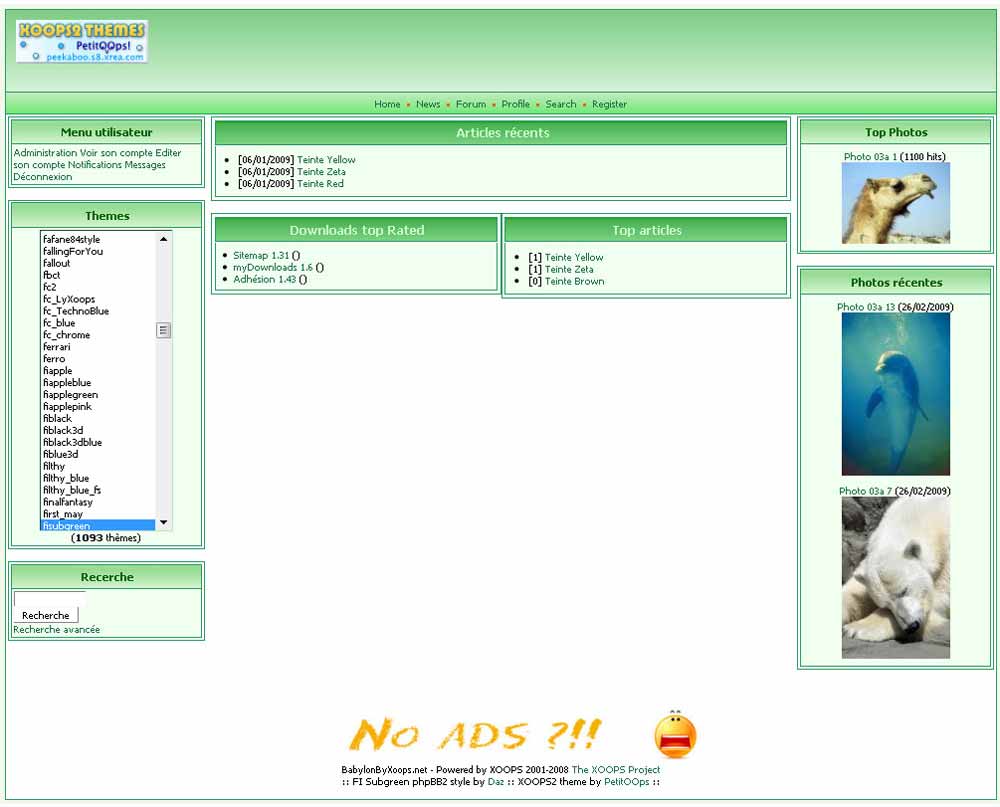 XOOPS2 THEMES
PetitOOps!
peekaboo.s8.xrea.com
Home News Forum Profile Search Register
Menu utilisateur
Administration Voir son compte Editer
son compte Notifications Messages
Déconnexion
Themes
fafane84style
fallingForYou
fallout
fbct
fc2
fc_LyXoops
fc_TechnoBlue
fc_blue
fc_chrome
ferrari
ferro
fiapple
fiappleblue
fiapplegreen
fiapplepink
fiblack
fiblack3d
fiblack3dblue
fiblue3d
filthy
filthy_blue
filthy_blue_fs
finalfantasy
first_may
fisubgreen
(1093 thèmes)
Recerche
Recherche
Recherche avancée
Articles récents
[06/01/2009] Teinte Yellow
[06/01/2009] Teinte Zeta
[06/01/2009] Teinte Red
Downloads top Rated
Sitemap 1.31 ()
myDownloads 1.6 ()
Adhésion 1.43 ()
Top articles
[1] Teinte Yellow
[1] Teinte Zeta
[0] Teinte Brown
Top Photos
Photo 03a 1 (1100 hits)
Photos récentes
Photo 03a 13 (26/02/2009)
Photo 03a 7 (26/02/2009)
No ADS ?!!
BabylonByXoops.net - Powered by XOOPS 2001-2008 The XOOPS Project
:: FI Subgreen phpBB2 style by Daz :: XOOPS2 theme by PetitOOps ::